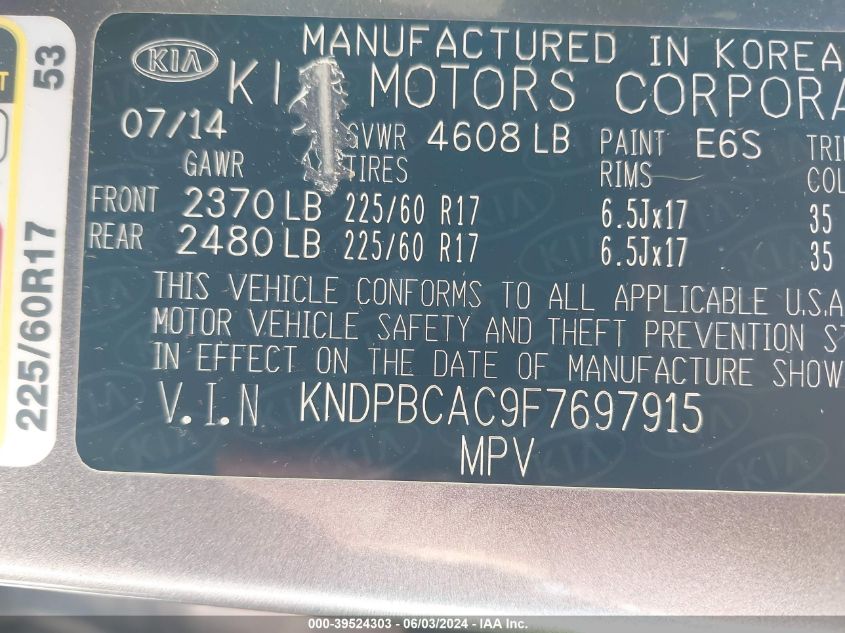 MANUFACTURED IN KOREA
KIA
MOTORS
07/14
GVWR 4608 LB PAINT E6S
GAWR TIRES RIMS
FRONT 2370 LB 225/60 R17 6.5Jx17 35
REAR 2480 LB 225/60 R17 6.5Jx17 35
THIS VEHICLE CONFORMS TO ALL APPLICABLE U.S.A
MOTOR VEHICLE SAFETY AND THEFT PREVENTION
IN EFFECT ON THE DATE OF MANUFACTURE SHOW
V.I.N KNDPBCAC9F7697915
MPV
225/60R17 53
000-39524303 - 06/03/2024 - IAA Inc.